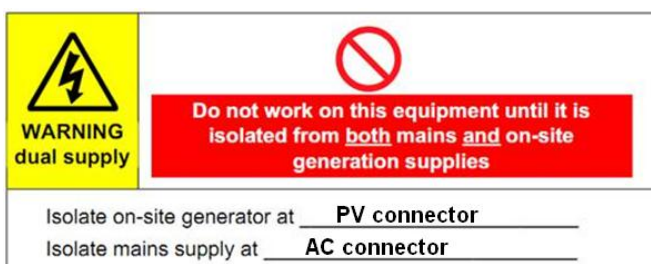 WARNING
dual supply
Do not work on this equipment until it is
isolated from both mains and on-site
generation supplies
Isolate on-site generator at PV connector
Isolate mains supply at AC connector